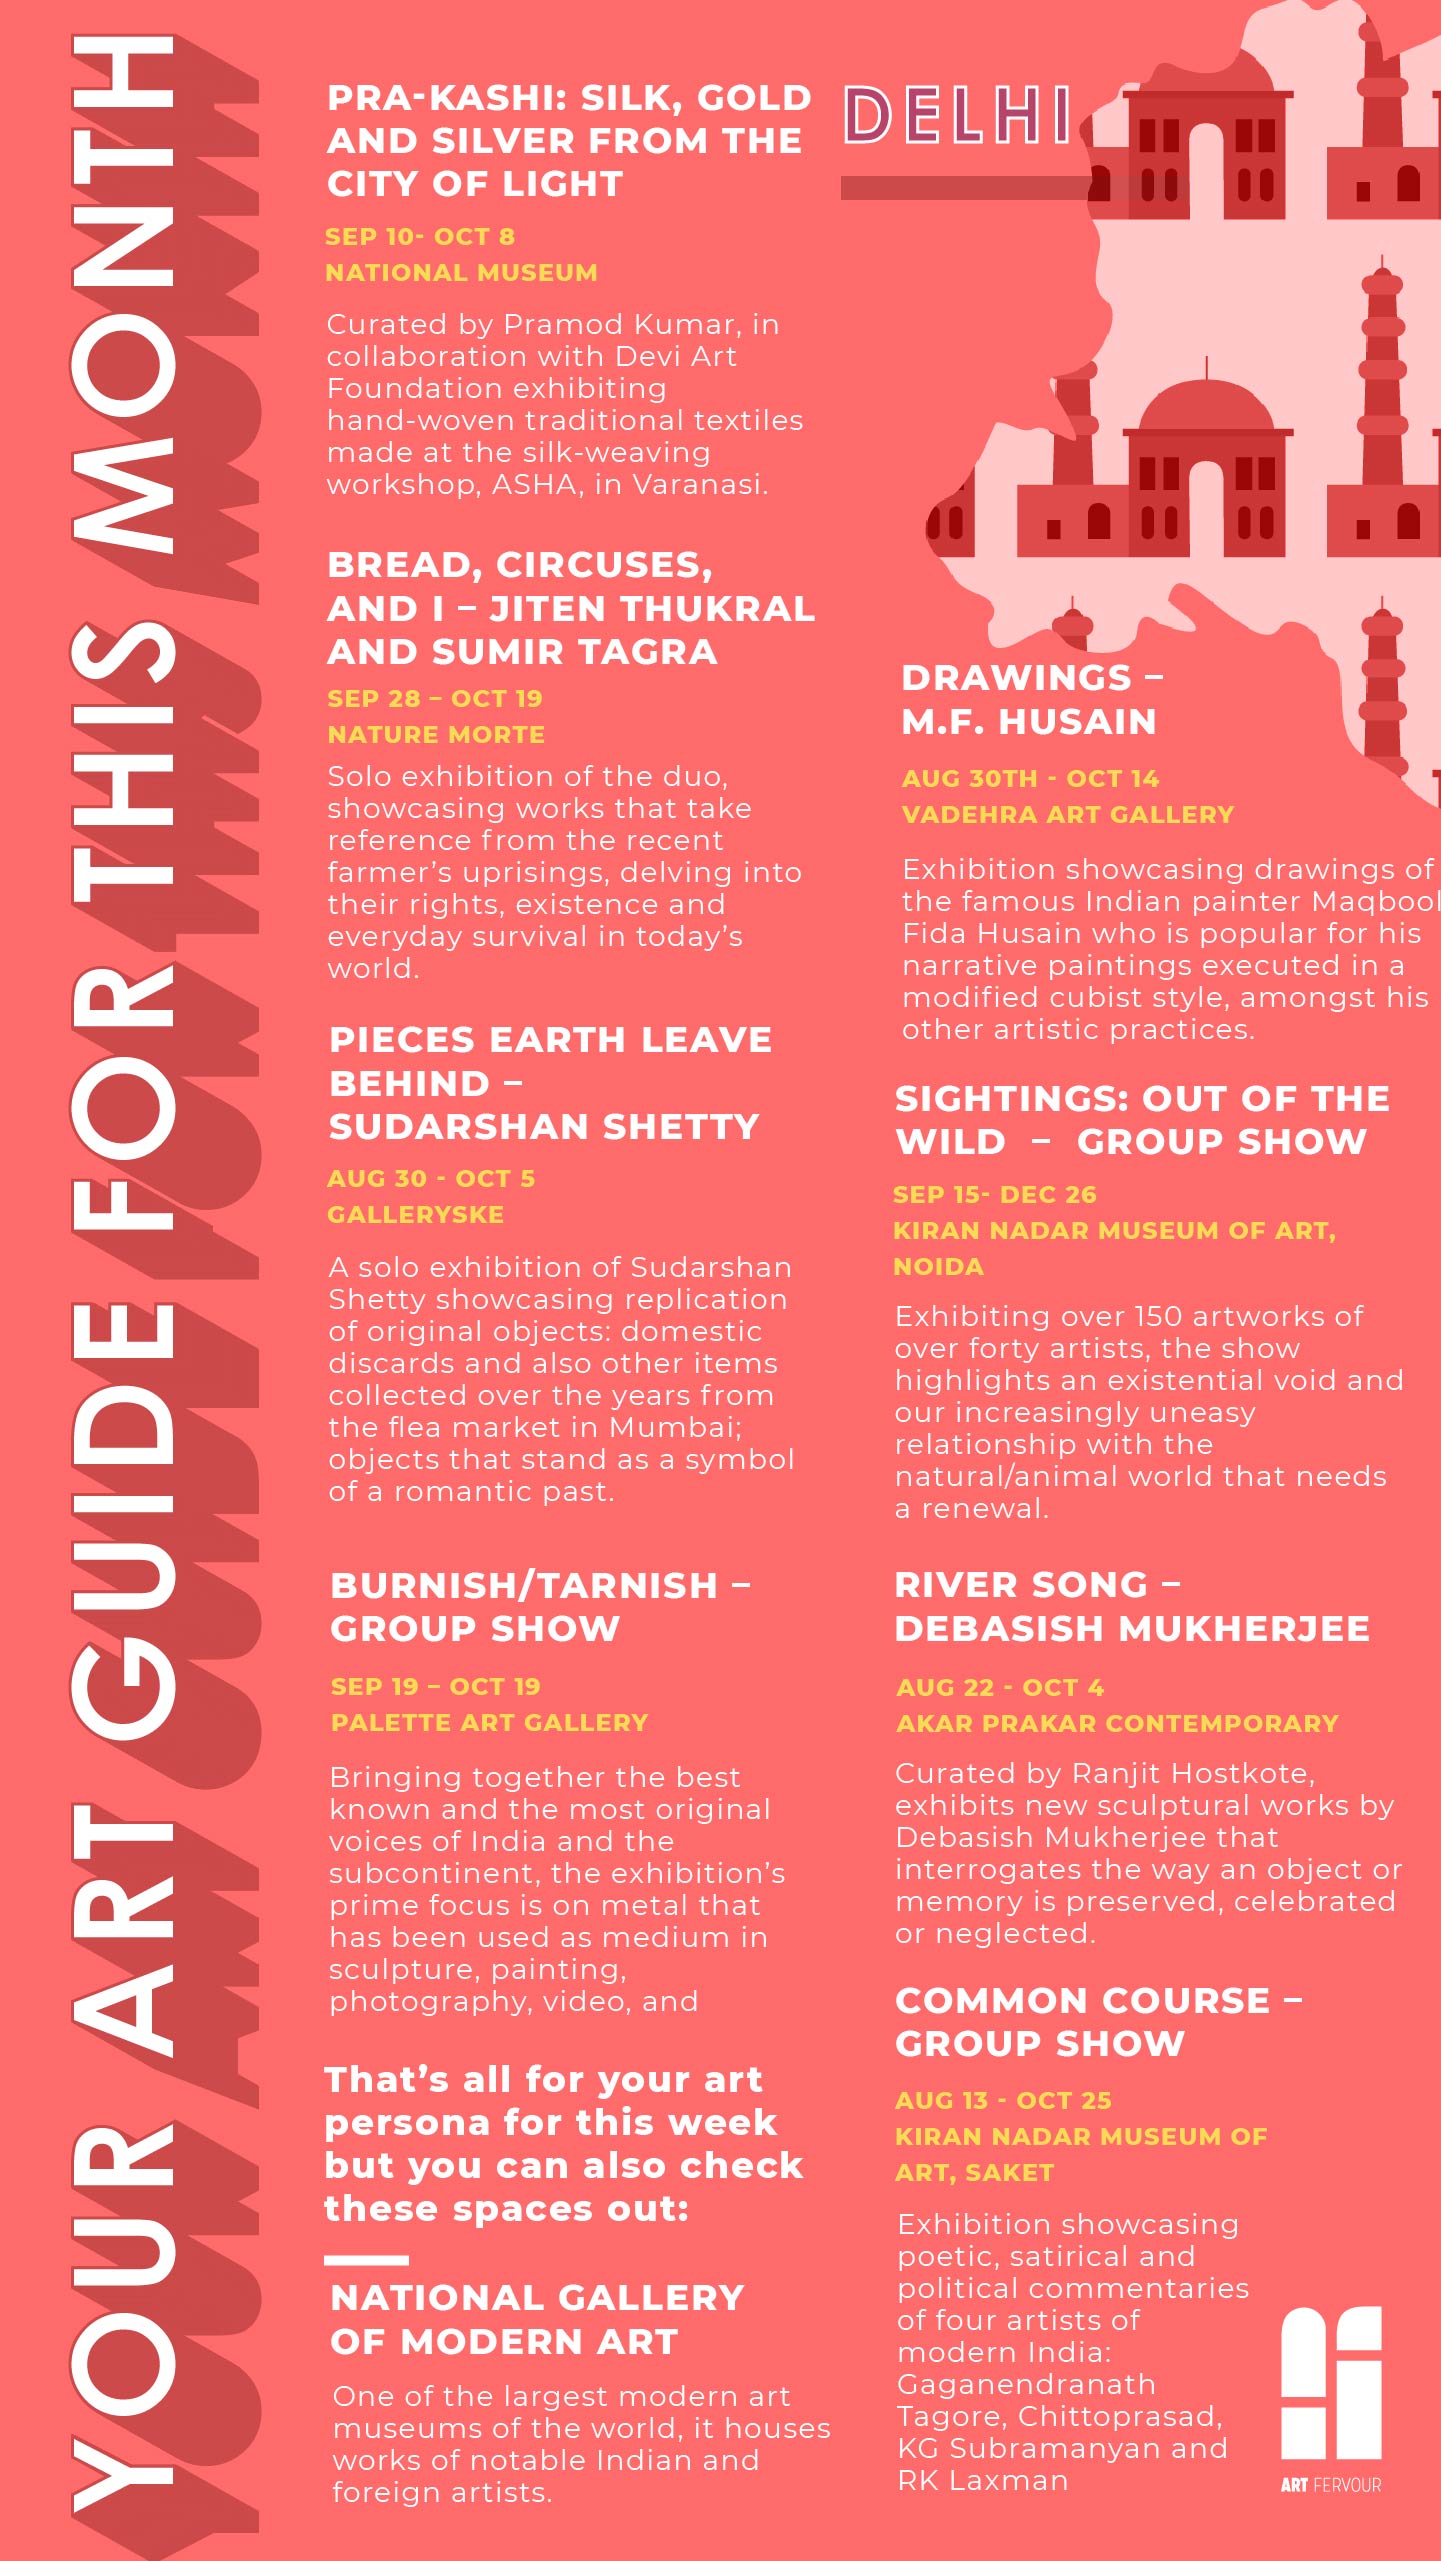 YOUR ART GUIDE FOR THIS MONTH
DELHI
PRA-KASHI: SILK, GOLD
AND SILVER FROM THE
CITY OF LIGHT
SEP 10- OCT 8
NATIONAL MUSEUM
Curated by Pramod Kumar, in
collaboration with Devi Art
Foundation exhibiting
hand-woven traditional textiles
made at the silk-weaving
workshop, ASHA, in Varanasi.
BREAD, CIRCUSES,
AND I – JITEN THUKRAL
AND SUMIR TAGRA
SEP 28 – OCT 19
NATURE MORTE
Solo exhibition of the duo,
showcasing works that take
reference from the recent
farmer’s uprisings, delving into
their rights, existence and
everyday survival in today’s
world.
PIECES EARTH LEAVE
BEHIND –
SUDARSHAN SHETTY
AUG 30 - OCT 5
GALLERYSKE
A solo exhibition of Sudarshan
Shetty showcasing replication
of original objects: domestic
discards and also other items
collected over the years from
the flea market in Mumbai;
objects that stand as a symbol
of a romantic past.
BURNISH/TARNISH –
GROUP SHOW
SEP 19 – OCT 19
PALETTE ART GALLERY
Bringing together the best
known and the most original
voices of India and the
subcontinent, the exhibition’s
prime focus is on metal that
has been used as medium in
sculpture, painting,
photography, video, and
That’s all for your art
persona for this week
but you can also check
these spaces out:
NATIONAL GALLERY
OF MODERN ART
One of the largest modern art
museums of the world, it houses
works of notable Indian and
foreign artists.
DRAWINGS –
M.F. HUSAIN
AUG 30TH - OCT 14
VADEHRA ART GALLERY
Exhibition showcasing drawings of
the famous Indian painter Maqbool
Fida Husain who is popular for his
narrative paintings executed in a
modified cubist style, amongst his
other artistic practices.
SIGHTINGS: OUT OF THE
WILD – GROUP SHOW
SEP 15- DEC 26
KIRAN NADAR MUSEUM OF ART,
NOIDA
Exhibiting over 150 artworks of
over forty artists, the show
highlights an existential void and
our increasingly uneasy
relationship with the
natural/animal world that needs
a renewal.
RIVER SONG –
DEBASISH MUKHERJEE
AUG 22 - OCT 4
AKAR PRAKAR CONTEMPORARY
Curated by Ranjit Hostkote,
exhibits new sculptural works by
Debasish Mukherjee that
interrogates the way an object or
memory is preserved, celebrated
or neglected.
COMMON COURSE –
GROUP SHOW
AUG 13 - OCT 25
KIRAN NADAR MUSEUM OF
ART, SAKET
Exhibition showcasing
poetic, satirical and
political commentaries
of four artists of
modern India:
Gaganendranath
Tagore, Chittoprasad,
KG Subramanyan and
RK Laxman
ART FERVOUR